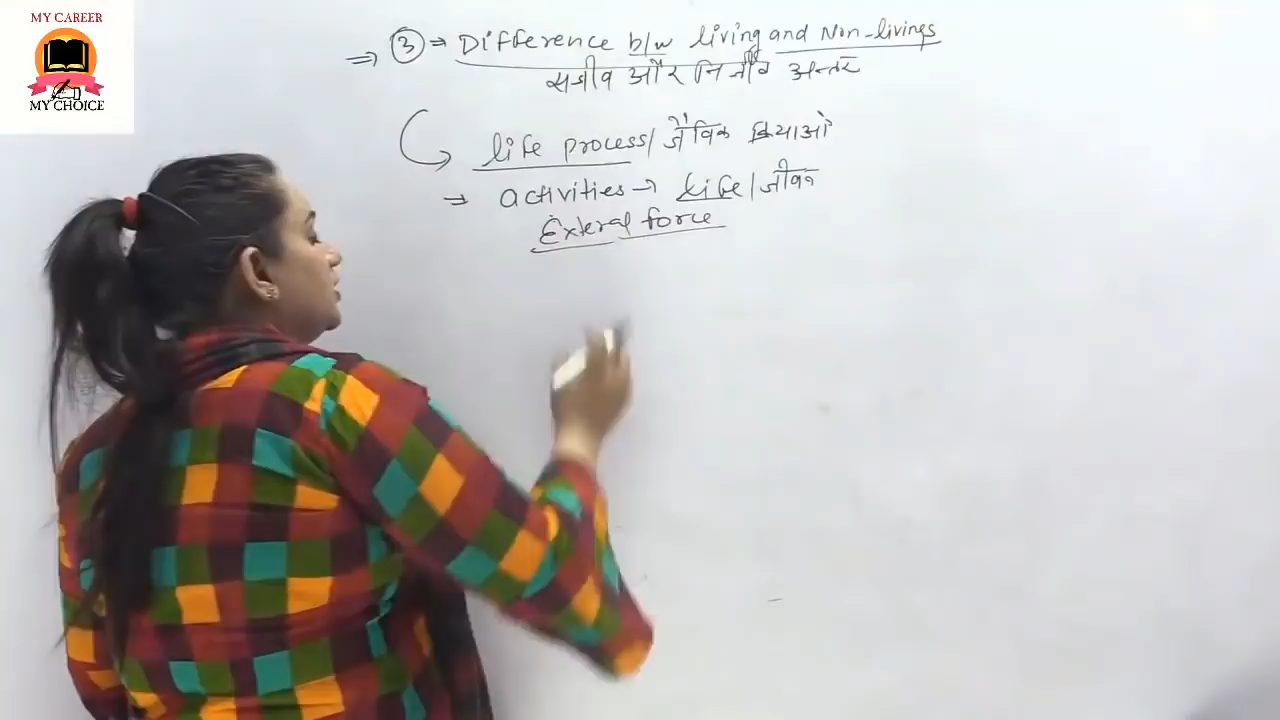 MY CAREER
MY CHOICE
⇒ ③ ⇒ Difference b/w living and Non-livings
सजीव और निर्जीव अन्तर
life process/जैविक क्रियाओं
→ activities → life/जीवन
Exteral force